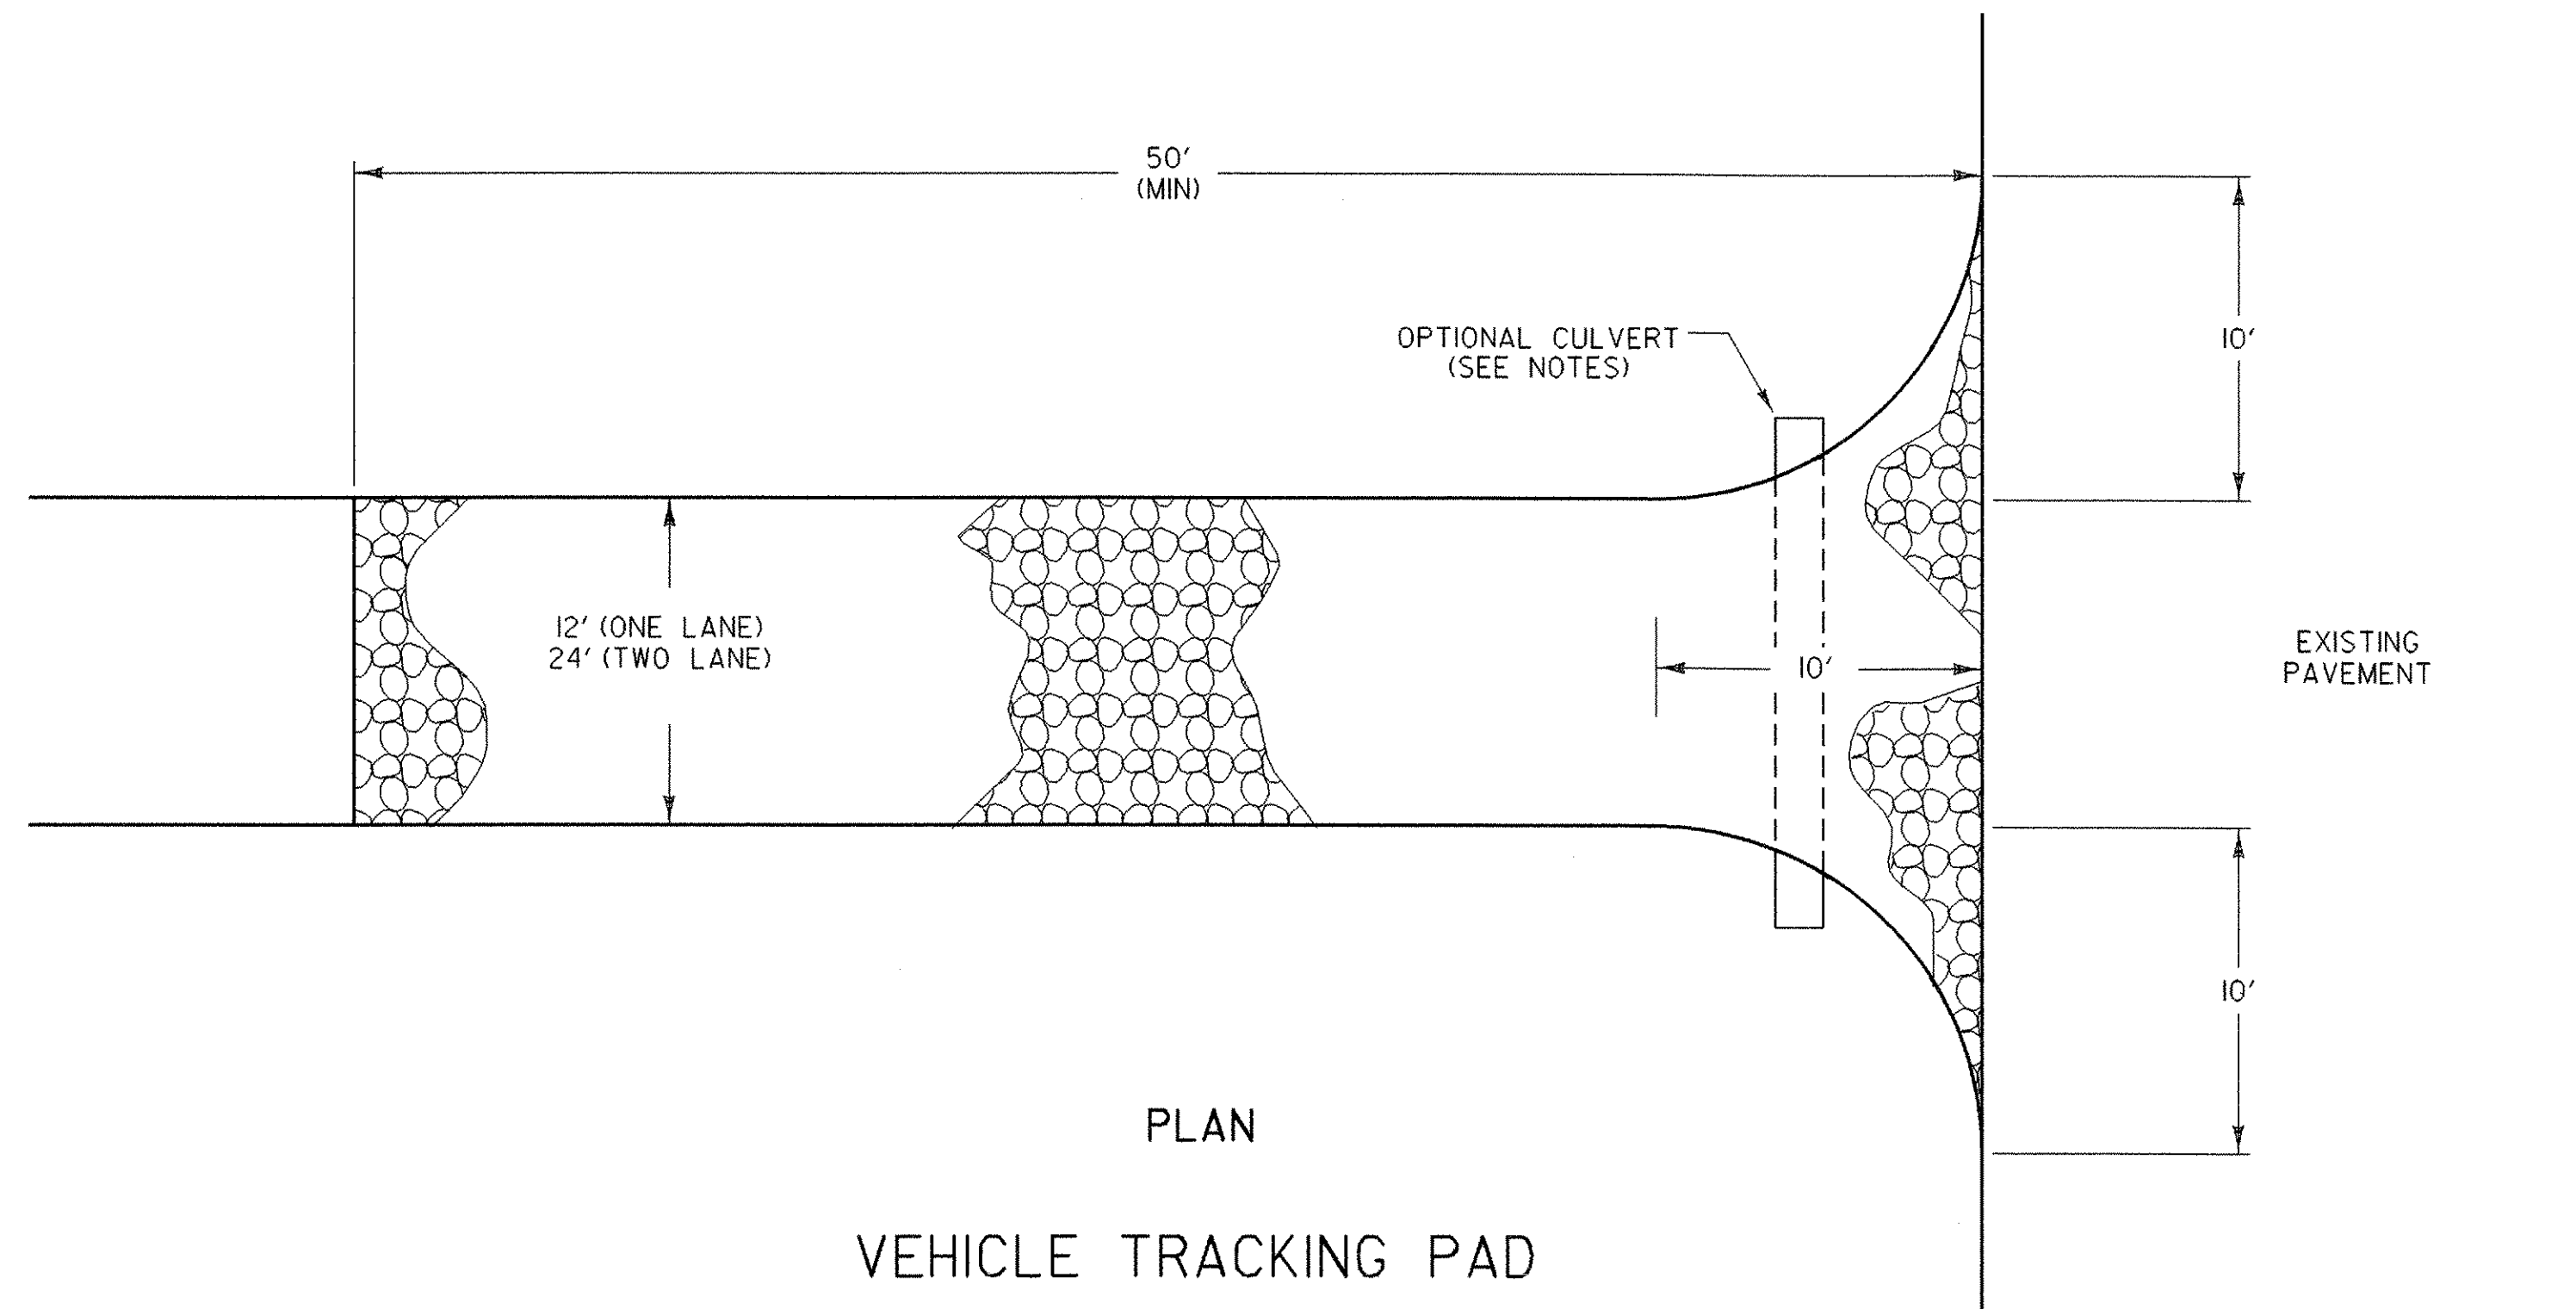 50'
(MIN)
OPTIONAL CULVERT
(SEE NOTES)
10'
12' (ONE LANE)
24' (TWO LANE)
10'
EXISTING
PAVEMENT
10'
PLAN
VEHICLE TRACKING PAD